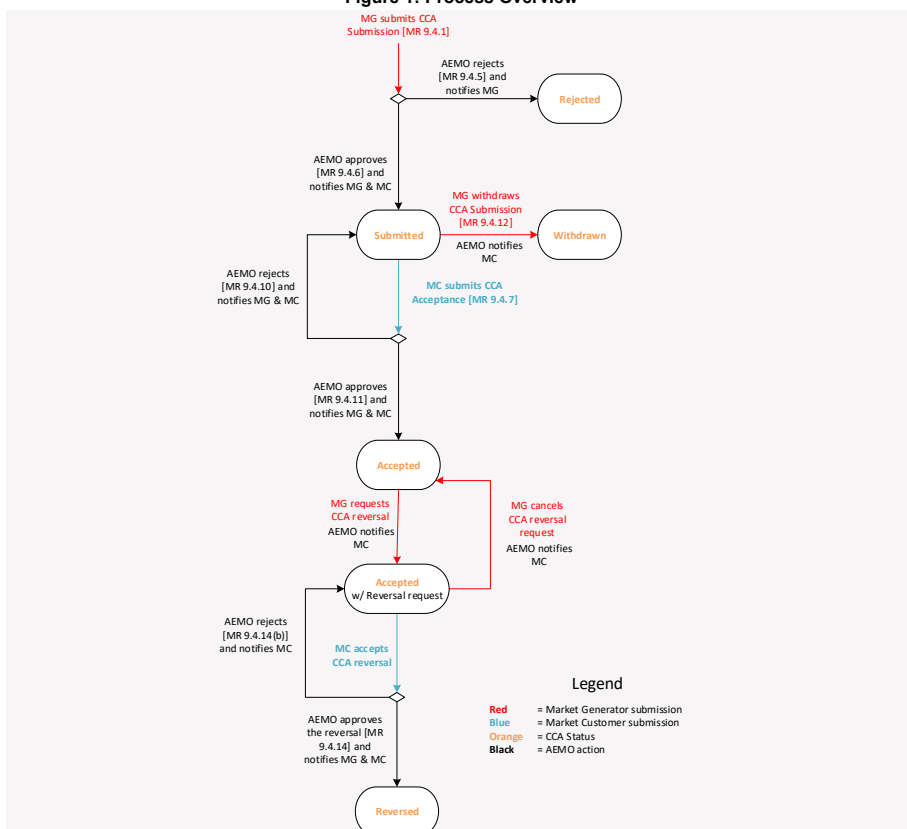 Figure 1: Process Overview
MG submits CCA
Submission [MR 9.4.1]
AEMO rejects
[MR 9.4.5] and
notifies MG
Rejected
AEMO approves
[MR 9.4.6] and
notifies MG & MC
MG withdraws
CCA Submission
[MR 9.4.12]
Submitted
Withdrawn
AEMO notifies
MC
AEMO rejects
[MR 9.4.10] and
notifies MG & MC
MC submits CCA
Acceptance [MR 9.4.7]
AEMO approves
[MR 9.4.11] and
notifies MG & MC
Accepted
MG requests
CCA reversal
AEMO notifies
MC
MG cancels
CCA reversal
request
AEMO notifies
MC
Accepted
w/ Reversal request
AEMO rejects
[MR 9.4.14(b)]
and notifies MC
MC accepts
CCA reversal
Legend
Red = Market Generator submission
Blue = Market Customer submission
Orange = CCA Status
Black = AEMO action
AEMO approves
the reversal [MR
9.4.14] and
notifies MG & MC
Reversed